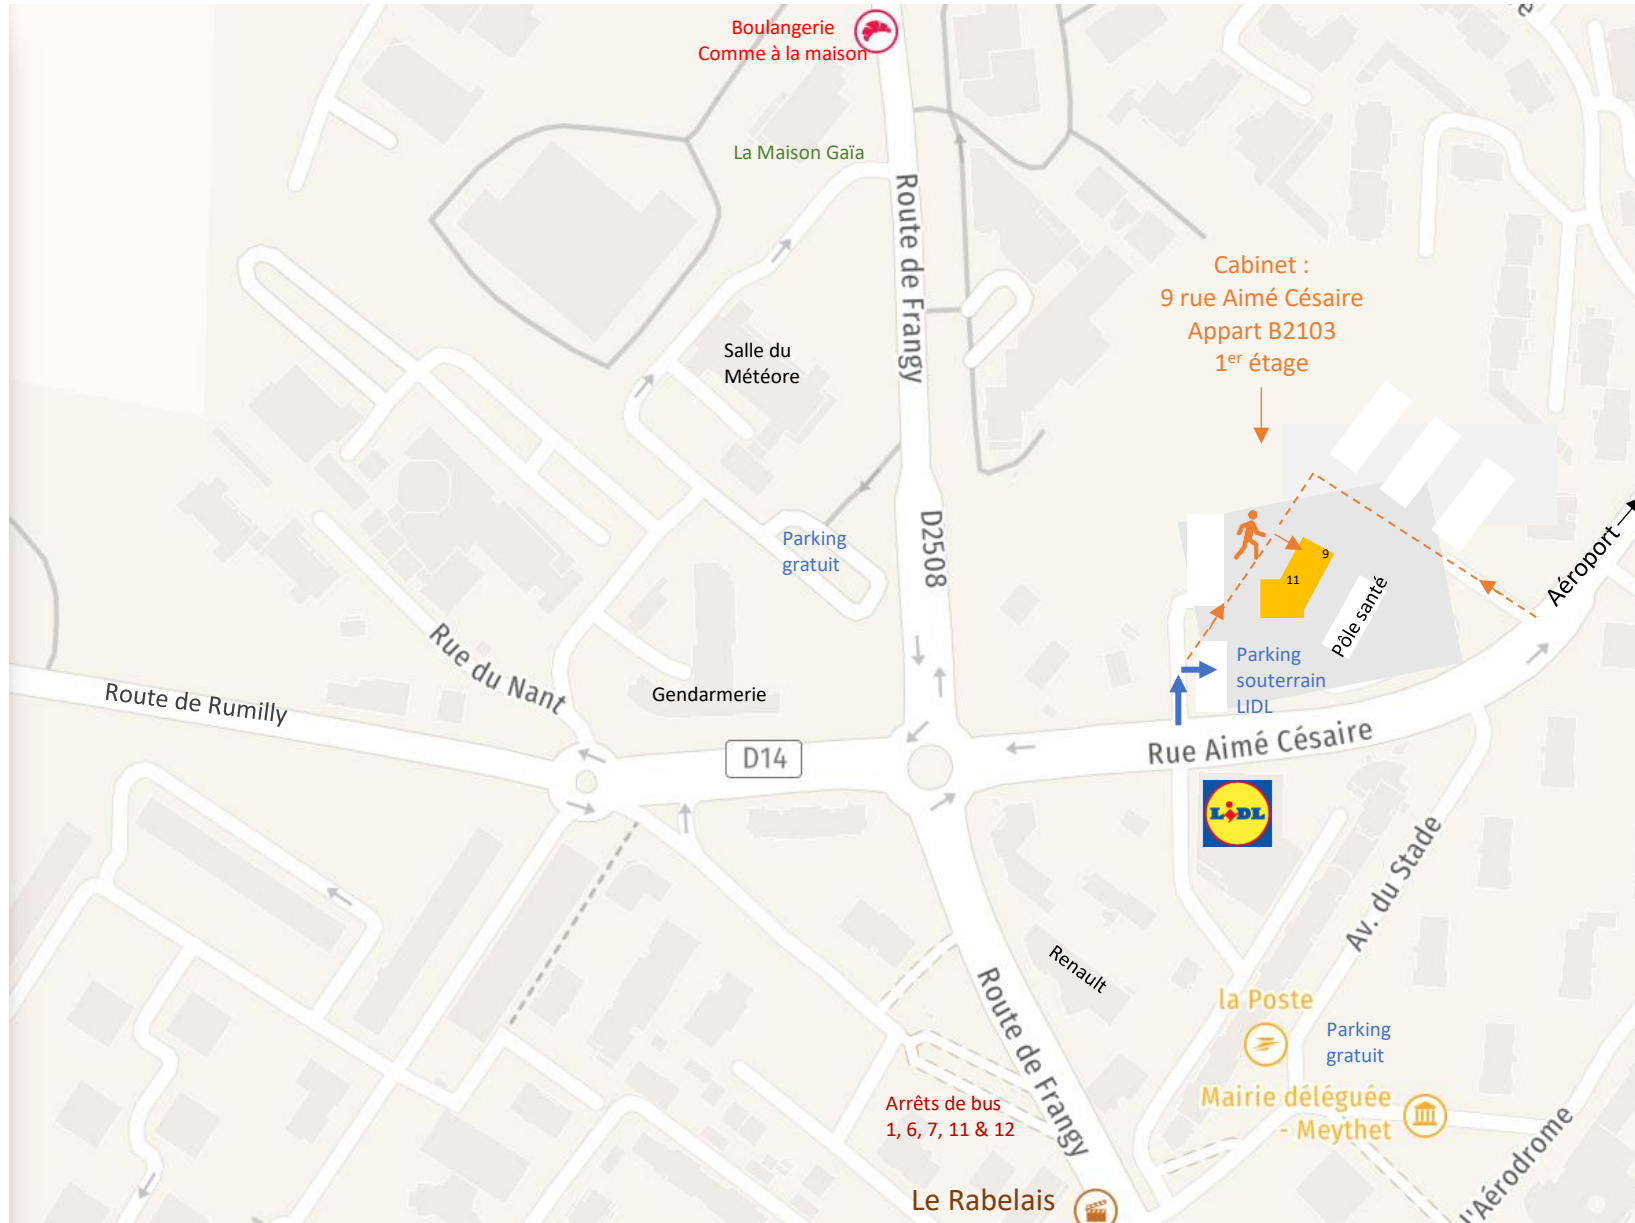 Boulangerie
Comme à la maison
La Maison Gaïa
Route de Frangy
Cabinet :
9 rue Aimé Césaire
Appart B2103
1er étage
Salle du
Météore
Parking
gratuit
D2508
9
11
Pôle santé
Aéroport
Rue du Nant
Gendarmerie
Route de Rumilly
Parking
souterrain
LIDL
D14
Rue Aimé Césaire
LIDL
Av. du Stade
Renault
Route de Frangy
la Poste
Parking
gratuit
Mairie déléguée
- Meythet
Arrêts de bus
1, 6, 7, 11 & 12
l'Aérodrome
Le Rabelais